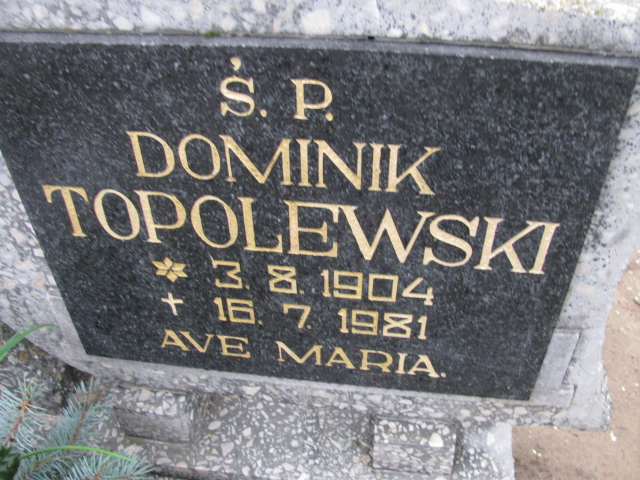 Ś. P.
DOMINIK
TOPOLEWSKI
* 3. 8. 1904
+ 16. 7. 1981
AVE MARIA.